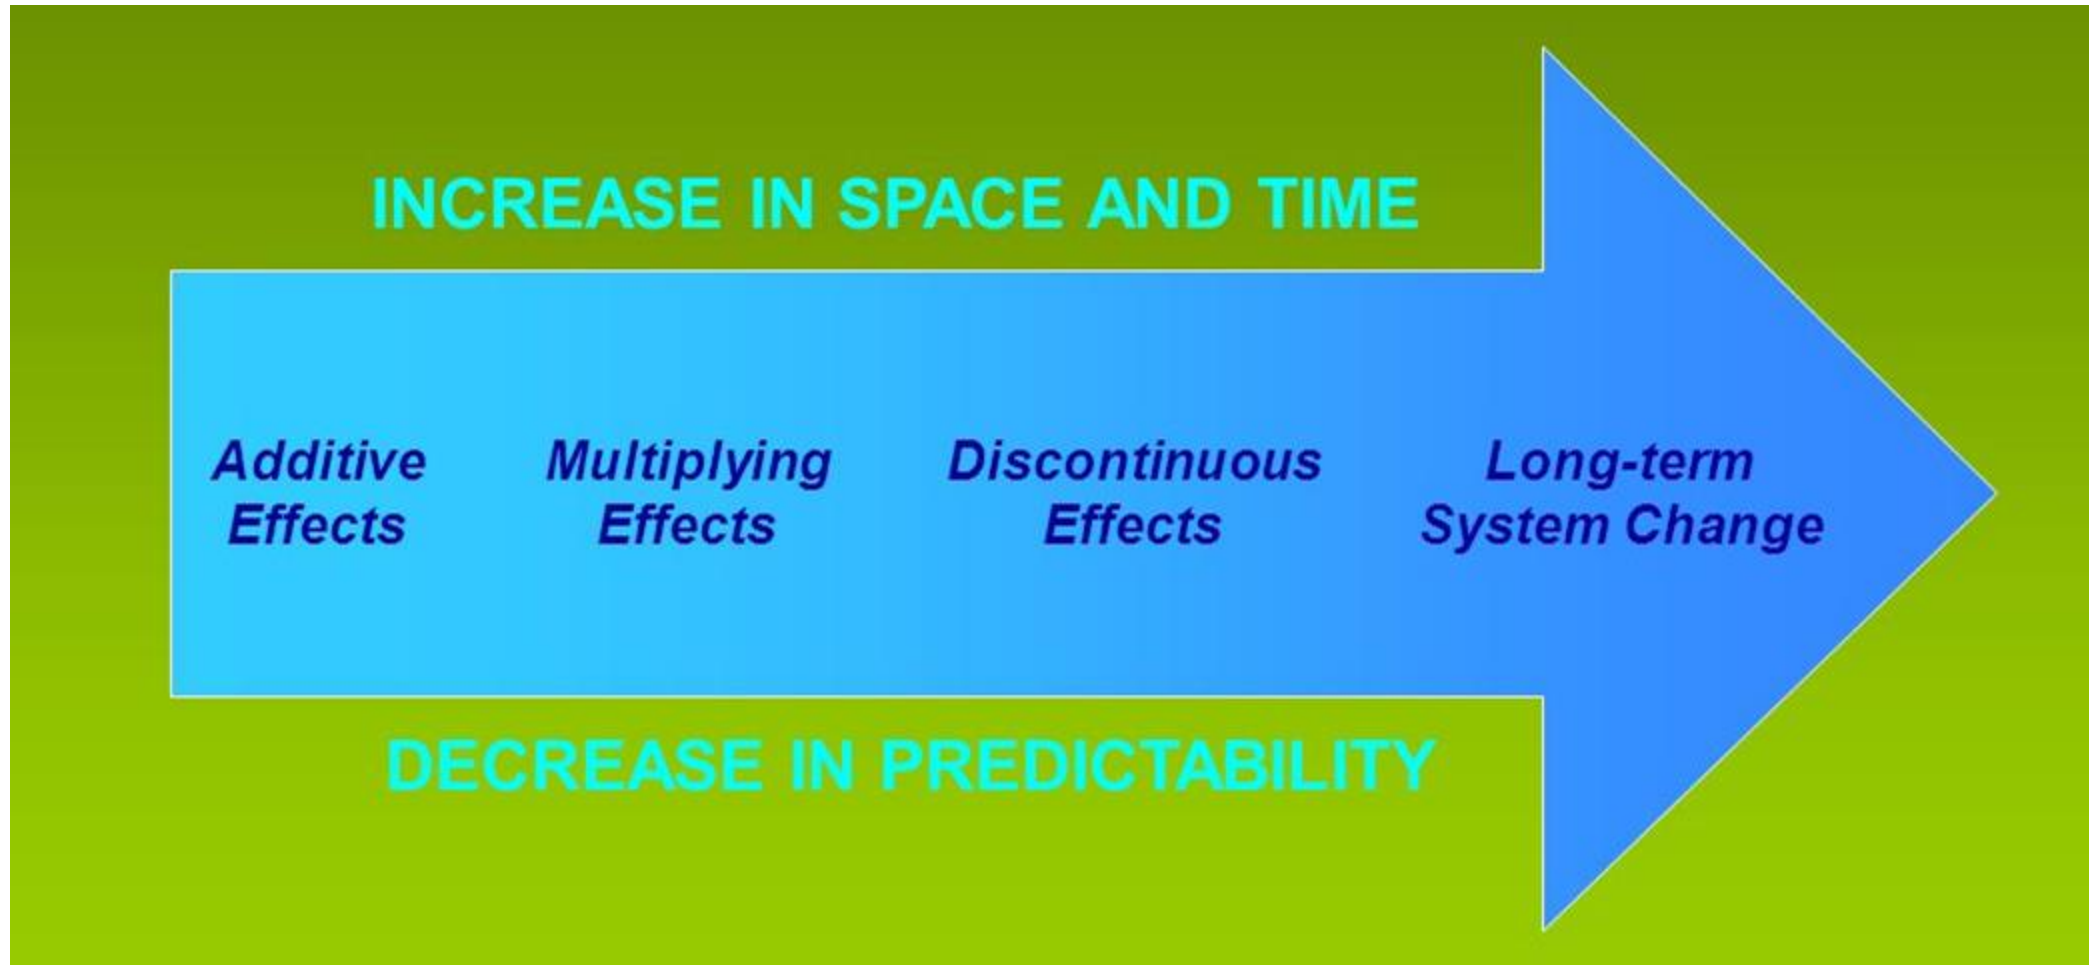 INCREASE IN SPACE AND TIME
Additive
Effects
Multiplying
Effects
Discontinuous
Effects
Long-term
System Change
DECREASE IN PREDICTABILITY